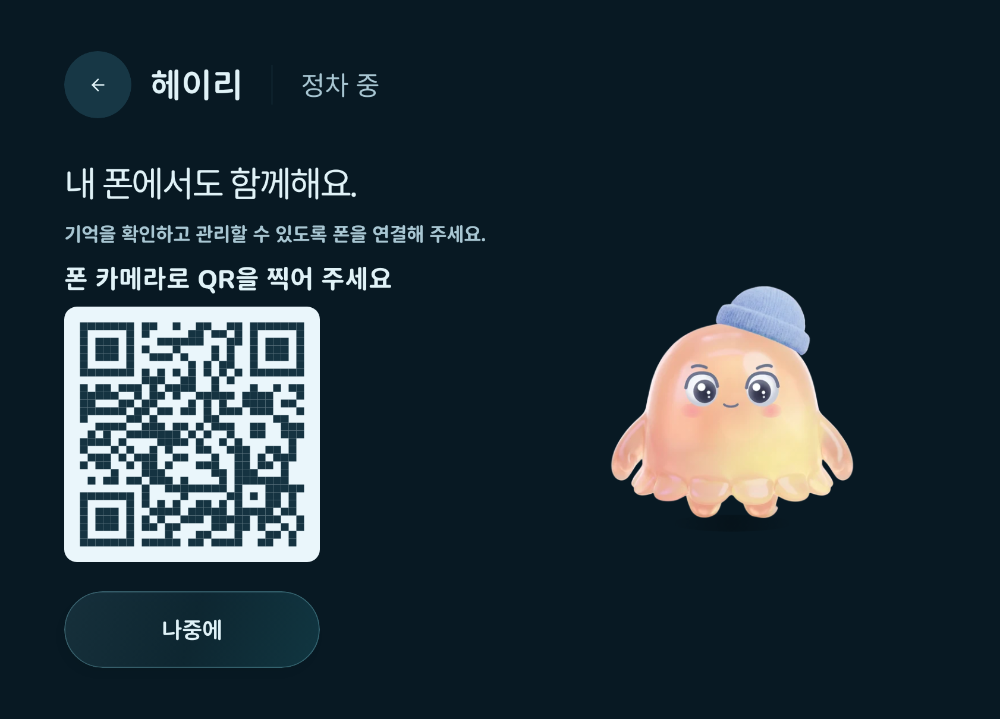 헤이리
정차 중
내 폰에서도 함께해요.
기억을 확인하고 관리할 수 있도록 폰을 연결해 주세요.
폰 카메라로 QR을 찍어 주세요
나중에